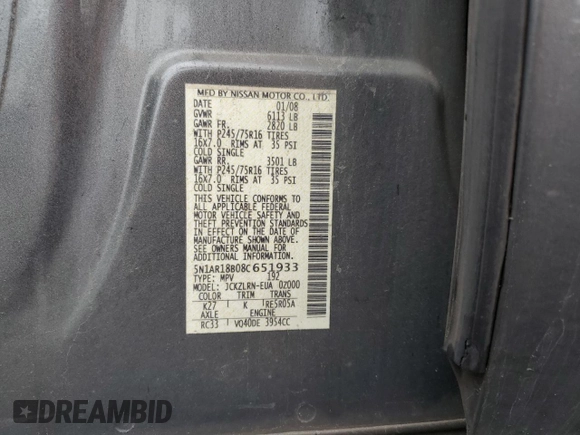 MFD BY NISSAN MOTOR CO., LTD.
DATE 01/08
GVWR 6113 LB
GAWR FR. 2820 LB
WITH P245/75R16 TIRES
16X7.0 RIMS AT 35 PSI
COLD SINGLE
GAWR RR. 3501 LB
WITH P245/75R16 TIRES
16X7.0 RIMS AT 35 PSI
COLD SINGLE
THIS VEHICLE CONFORMS TO
ALL APPLICABLE FEDERAL
MOTOR VEHICLE SAFETY AND
THEFT PREVENTION STANDARDS
IN EFFECT ON THE DATE OF
MANUFACTURE SHOWN ABOVE.
SEE OWNERS MANUAL FOR
ADDITIONAL INFORMATION.
5N1AR18B08C651933
TYPE: MPV 192
MODEL: JCKZLRN-EUA 0Z000
COLOR TRIM TRANS
K27 K RE5R05A
AXLE ENGINE
RC33 VQ40DE 3954CC
DREAMBID